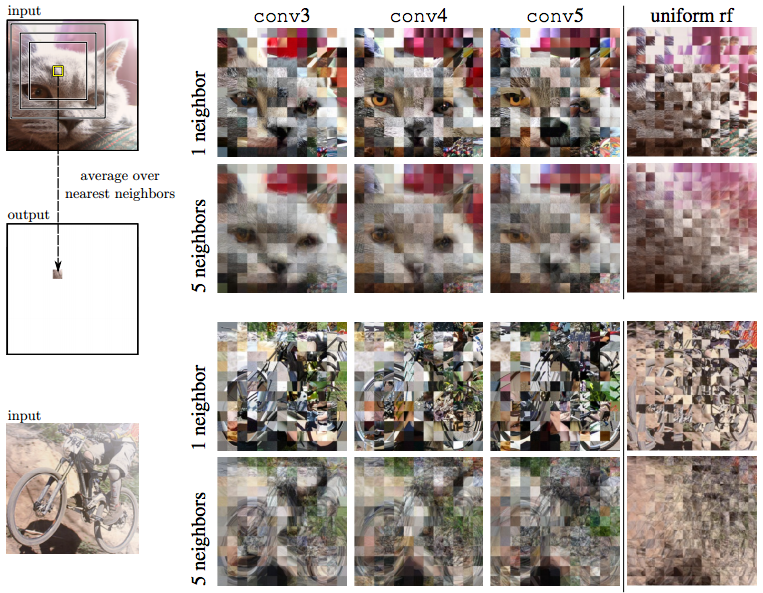 input
conv3 conv4 conv5 uniform rf
1 neighbor
average over
nearest neighbors
5 neighbors
output
1 neighbor
input
5 neighbors